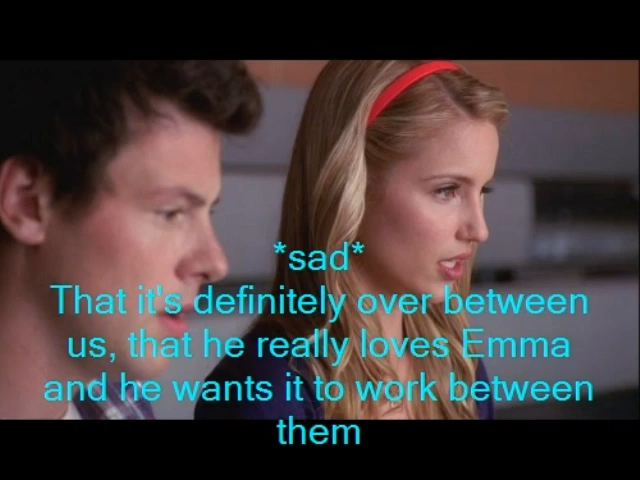 *sad*
That it's definitely over between
us, that he really loves Emma
and he wants it to work between
them